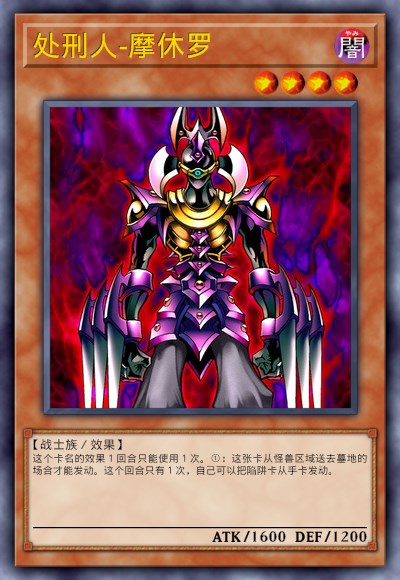 处刑人-摩休罗
やみ
闇
【战士族／效果】
这个卡名的效果１回合只能使用１次。①：这张卡从怪兽区域送去墓地的
场合才能发动。这个回合只有１次，自己可以把陷阱卡从手卡发动。
ATK/1600 DEF/1200